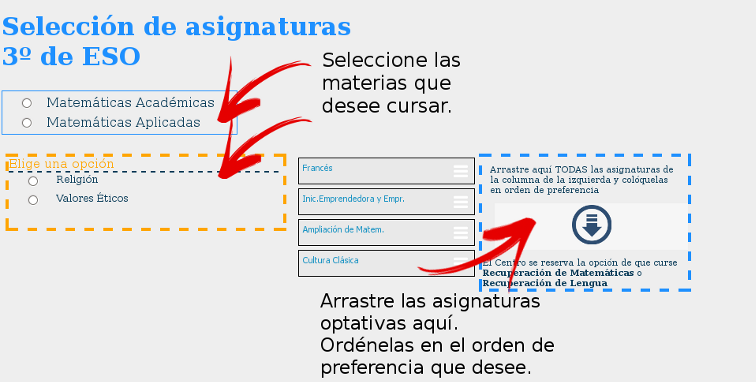 Selección de asignaturas
3º de ESO
Seleccione las
materias que
desee cursar.
Matemáticas Académicas
Matemáticas Aplicadas
Elige una opción
Religión
Valores Éticos
Francés
Inic.Emprendedora y Empr.
Ampliación de Matem.
Cultura Clásica
Arrastre aquí TODAS las asignaturas de
la columna de la izquierda y colóquelas
en orden de preferencia
El Centro se reserva la opción de que curse
Recuperación de Matemáticas o
Recuperación de Lengua
Arrastre las asignaturas
optativas aquí.
Ordénelas en el orden de
preferencia que desee.